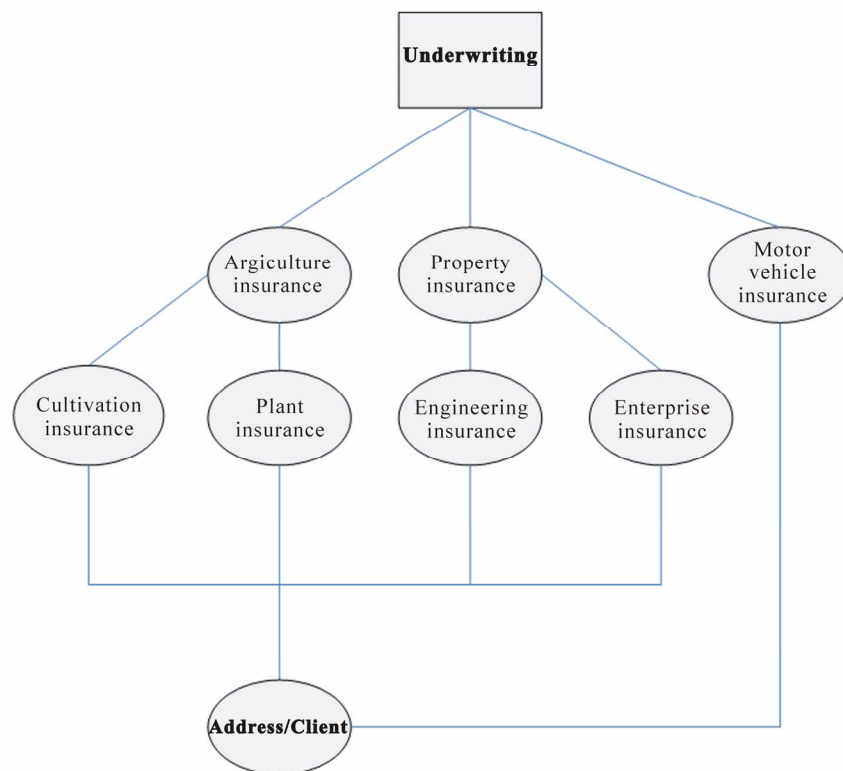 Underwriting
Argiculture
insurance
Property
insurance
Motor
vehicle
insurance
Cultivation
insurance
Plant
insurance
Engineering
insurance
Enterprise
insurancc
Address/Client